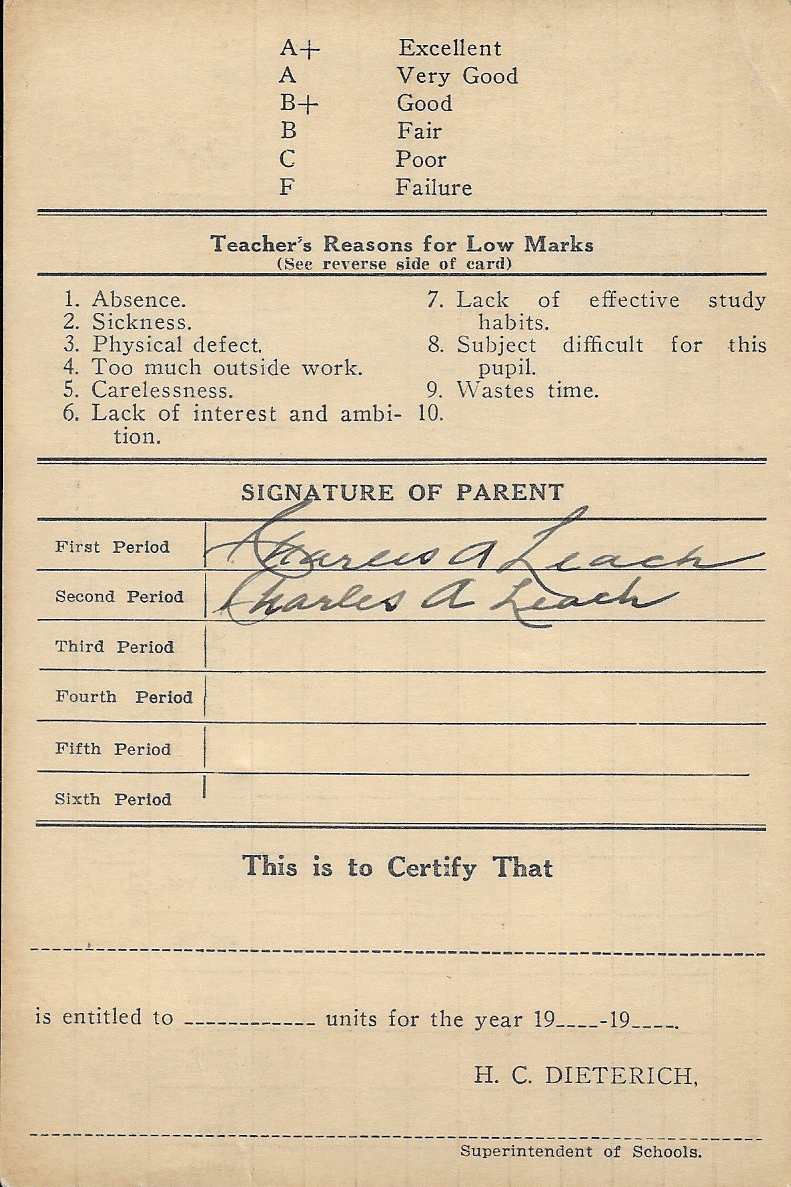 A+ Excellent
A Very Good
B+ Good
B Fair
C Poor
F Failure
Teacher's Reasons for Low Marks
(See reverse side of card)
1. Absence.
2. Sickness.
3. Physical defect.
4. Too much outside work.
5. Carelessness.
6. Lack of interest and ambi-
tion.
7. Lack of effective study
habits.
8. Subject difficult for this
pupil.
9. Wastes time.
10.
SIGNATURE OF PARENT
First Period Charles A Leach
Second Period Charles A Leach
Third Period
Fourth Period
Fifth Period
Sixth Period
This is to Certify That
is entitled to ____________ units for the year 19____-19____.
H. C. DIETERICH,
Superintendent of Schools.